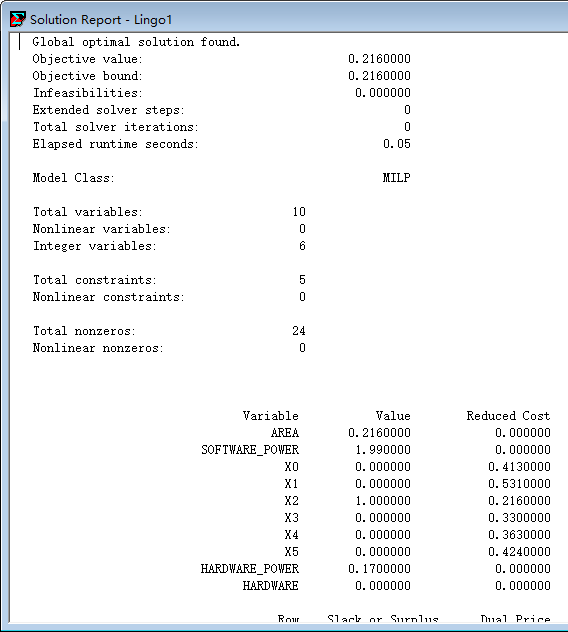 Solution Report - Lingo1
Global optimal solution found.
Objective value: 0.2160000
Objective bound: 0.2160000
Infeasibilities: 0.000000
Extended solver steps: 0
Total solver iterations: 0
Elapsed runtime seconds: 0.05
Model Class: MILP
Total variables: 10
Nonlinear variables: 0
Integer variables: 6
Total constraints: 5
Nonlinear constraints: 0
Total nonzeros: 24
Nonlinear nonzeros: 0
Variable Value Reduced Cost
AREA 0.2160000 0.000000
SOFTWARE_POWER 1.990000 0.000000
X0 0.000000 0.4130000
X1 0.000000 0.5310000
X2 1.000000 0.2160000
X3 0.000000 0.3300000
X4 0.000000 0.3630000
X5 0.000000 0.4240000
HARDWARE_POWER 0.1700000 0.000000
HARDWARE 0.000000 0.000000
Row Slack or Surplus Dual Price